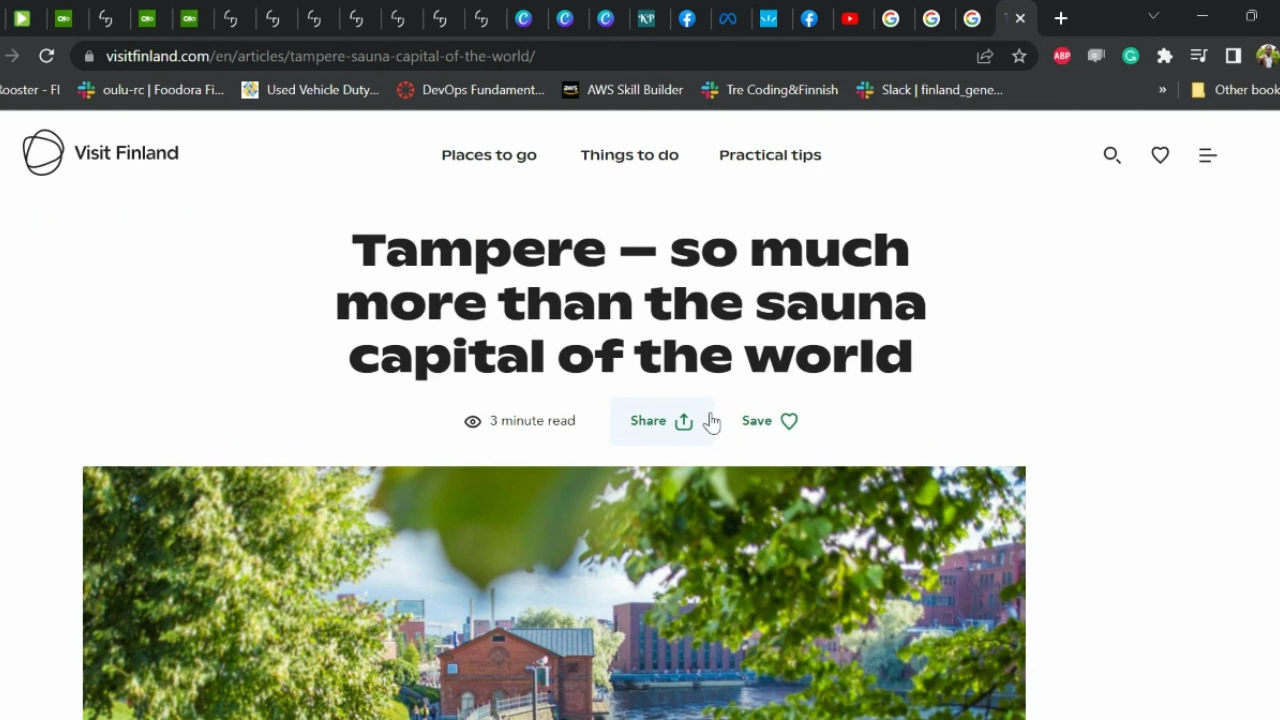 visitfinland.com/en/articles/tampere-sauna-capital-of-the-world/
ABP
Rooster - FI oulu-rc | Foodora Fi... Used Vehicle Duty... DevOps Fundament... AWS Skill Builder Tre Coding&Finnish Slack | finland_gene... » Other book
Visit Finland Places to go Things to do Practical tips
Tampere – so much
more than the sauna
capital of the world
3 minute read Share Save